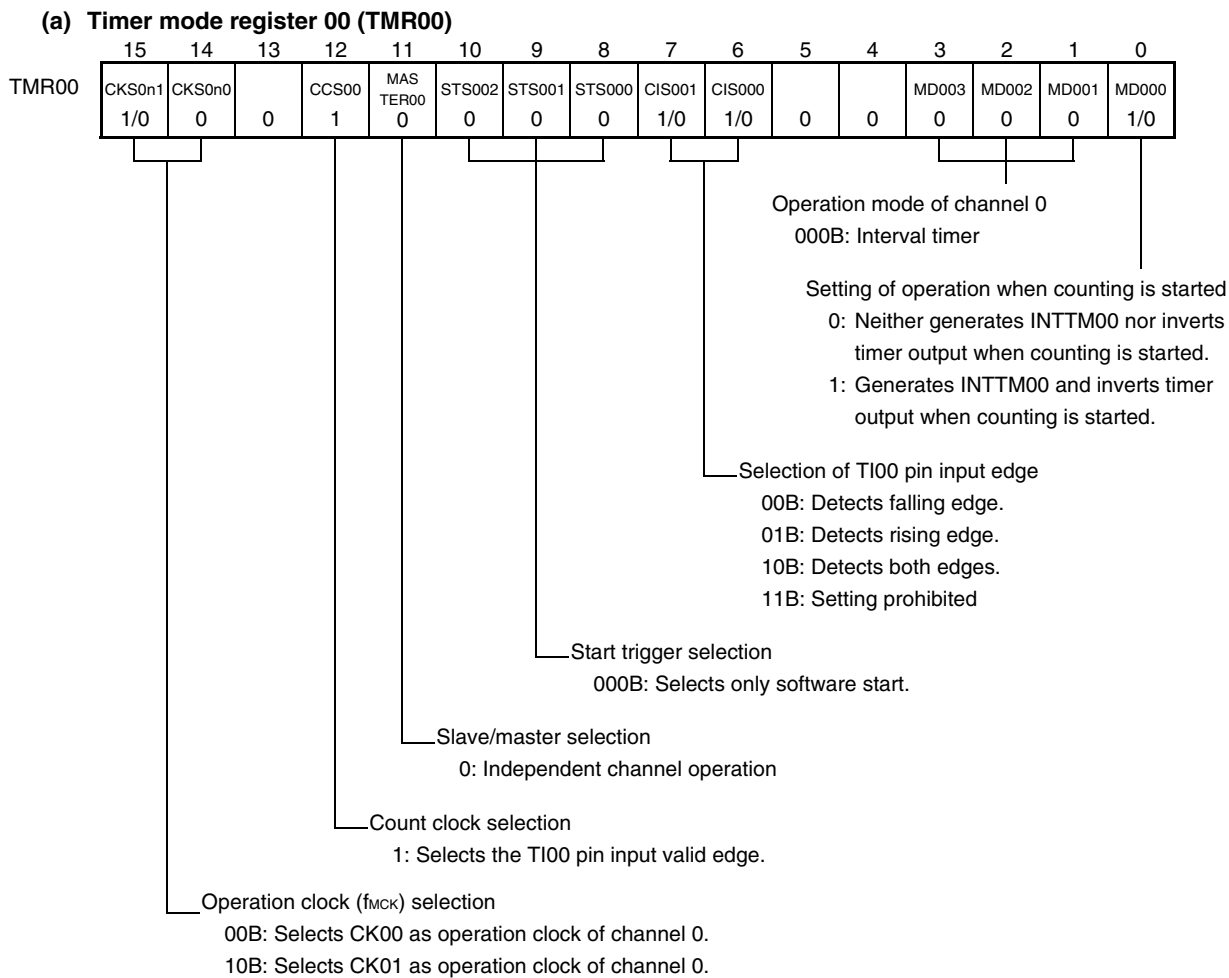 (a) Timer mode register 00 (TMR00)
15 14 13 12 11 10 9 8 7 6 5 4 3 2 1 0
TMR00 CKS0n1 CKS0n0 CCS00 MAS TER00 STS002 STS001 STS000 CIS001 CIS000 MD003 MD002 MD001 MD000
1/0 0 0 1 0 0 0 0 1/0 1/0 0 0 0 0 0 1/0
Operation mode of channel 0
000B: Interval timer
Setting of operation when counting is started
0: Neither generates INTTM00 nor inverts
timer output when counting is started.
1: Generates INTTM00 and inverts timer
output when counting is started.
Selection of TI00 pin input edge
00B: Detects falling edge.
01B: Detects rising edge.
10B: Detects both edges.
11B: Setting prohibited
Start trigger selection
000B: Selects only software start.
Slave/master selection
0: Independent channel operation
Count clock selection
1: Selects the TI00 pin input valid edge.
Operation clock (fMCK) selection
00B: Selects CK00 as operation clock of channel 0.
10B: Selects CK01 as operation clock of channel 0.